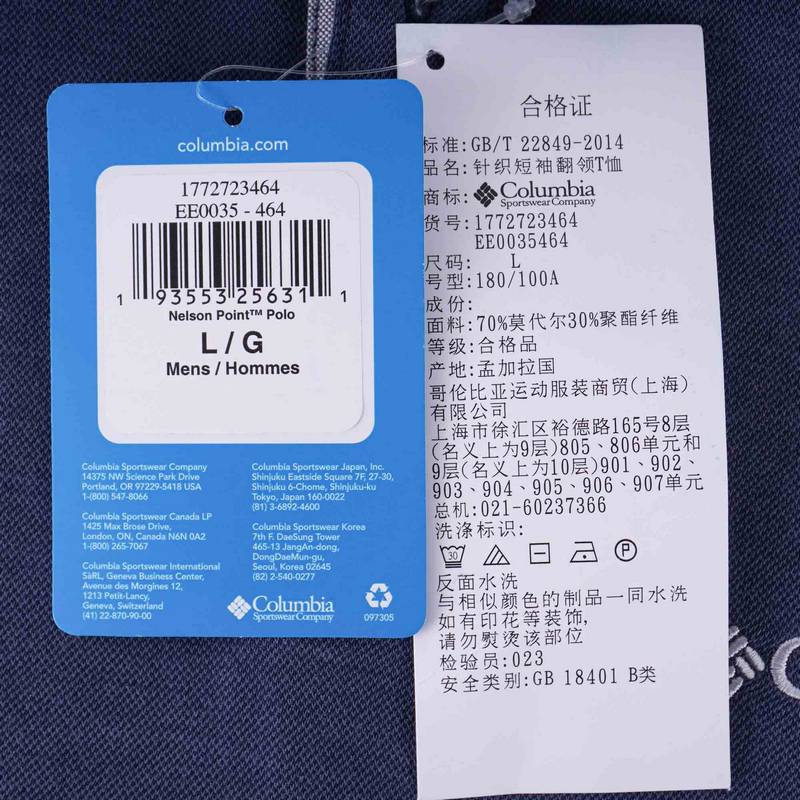 columbia.com
1772723464
EE0035 - 464
1 93553 25631 1
Nelson Point™ Polo
L / G
Mens / Hommes
Columbia Sportswear Company
14375 NW Science Park Drive
Portland, OR 97229-5418 USA
1-(800) 547-8066
Columbia Sportswear Canada LP
1425 Max Brose Drive,
London, ON, Canada N6N 0A2
1-(800) 265-7067
Columbia Sportswear International
SàRL, Geneva Business Center,
Avenue des Morgines 12,
1213 Petit-Lancy,
Geneva, Switzerland
(41) 22-870-90-00
Columbia Sportswear Japan, Inc.
Shinjuku Eastside Square 7F, 27-30,
Shinjuku 6-Chome, Shinjuku-ku
Tokyo, Japan 160-0022
(81) 3-6892-4600
Columbia Sportswear Korea
7th F. DaeSung Tower
465-13 JangAn-dong,
DongDaeMun-gu,
Seoul, Korea 02645
(82) 2-540-0277
Columbia
Sportswear Company
097305
合格证
标准:GB/T 22849-2014
品名:针织短袖翻领T恤
商标: Columbia
Sportswear Company
货号:1772723464
EE0035464
尺码: L
号型:180/100A
成份:
面料:70%莫代尔30%聚酯纤维
等级:合格品
产地:孟加拉国
哥伦比亚运动服装商贸(上海)
有限公司
上海市徐汇区裕德路165号8层
(名义上为9层)805、806单元和
9层(名义上为10层)901、902、
903、904、905、906、907单元
总机:021-60237366
洗涤标识:
30
P
反面水洗
与相似颜色的制品一同水洗
如有印花等装饰,
请勿熨烫该部位
检验员:023
安全类别:GB 18401 B类